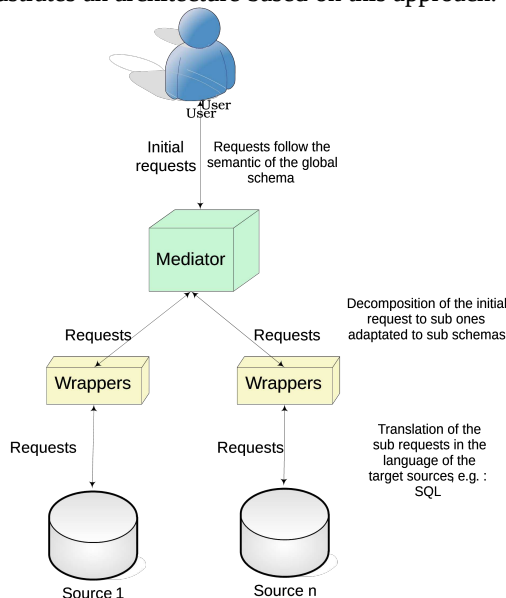 ustrates an architecture based on this approach.
User
User
Initial
requests
Requests follow the
semantic of the global
schema
Mediator
Decomposition of the initial
request to sub ones
adaptated to sub schemas
Requests
Requests
Wrappers
Wrappers
Translation of the
sub requests in the
language of the
target sources e.g. :
SQL
Requests
Requests
Source 1
Source n